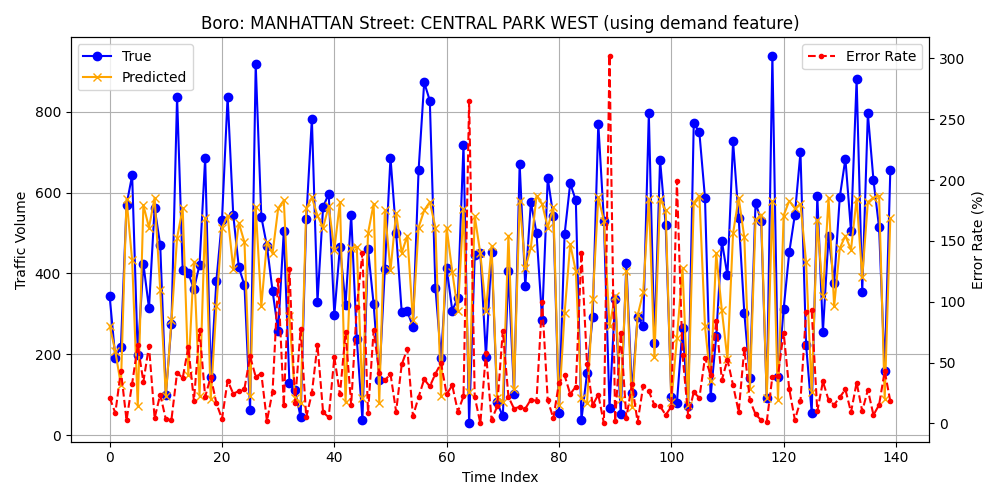 Boro: MANHATTAN Street: CENTRAL PARK WEST (using demand feature)
True
Predicted
Error Rate
Traffic Volume
0
200
400
600
800
Error Rate (%)
0
50
100
150
200
250
300
0 20 40 60 80 100 120 140
Time Index